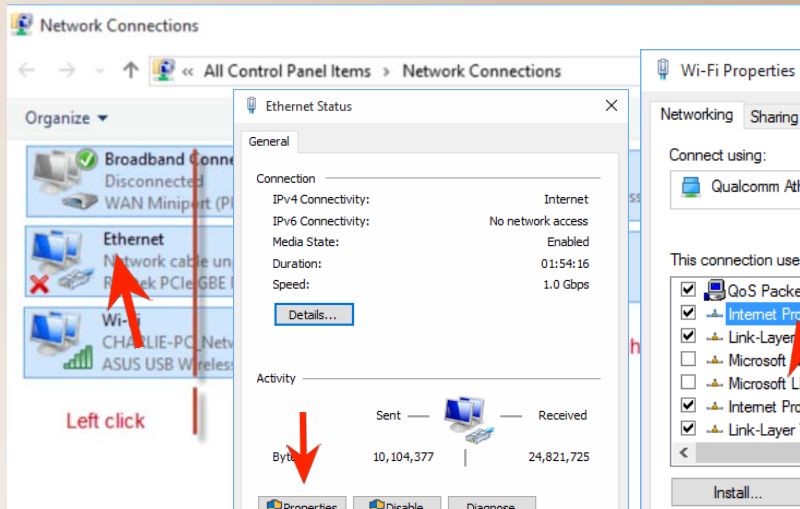 Network Connections
« All Control Panel Items > Network Connections
Organize
Broadband Conne
Disconnected
WAN Miniport (P
Ethernet
Network cable un
PCIe GBE
Wi-Fi
CHARLIE-PC_Netw
ASUS USB Wireless
Left click
Ethernet Status
General
Connection
IPv4 Connectivity: Internet
IPv6 Connectivity: No network access
Media State: Enabled
Duration: 01:54:16
Speed: 1.0 Gbps
Details...
Activity
Sent — — Received
10,104,377 | 24,821,725
Properties Disable Diagnose
Wi-Fi Properties
Networking Sharing
Connect using:
Qualcomm Ath
This connection use
QoS Packe
Internet Pro
Link-Layer
Microsoft
Microsoft L
Internet Pro
Link-Layer
Install...